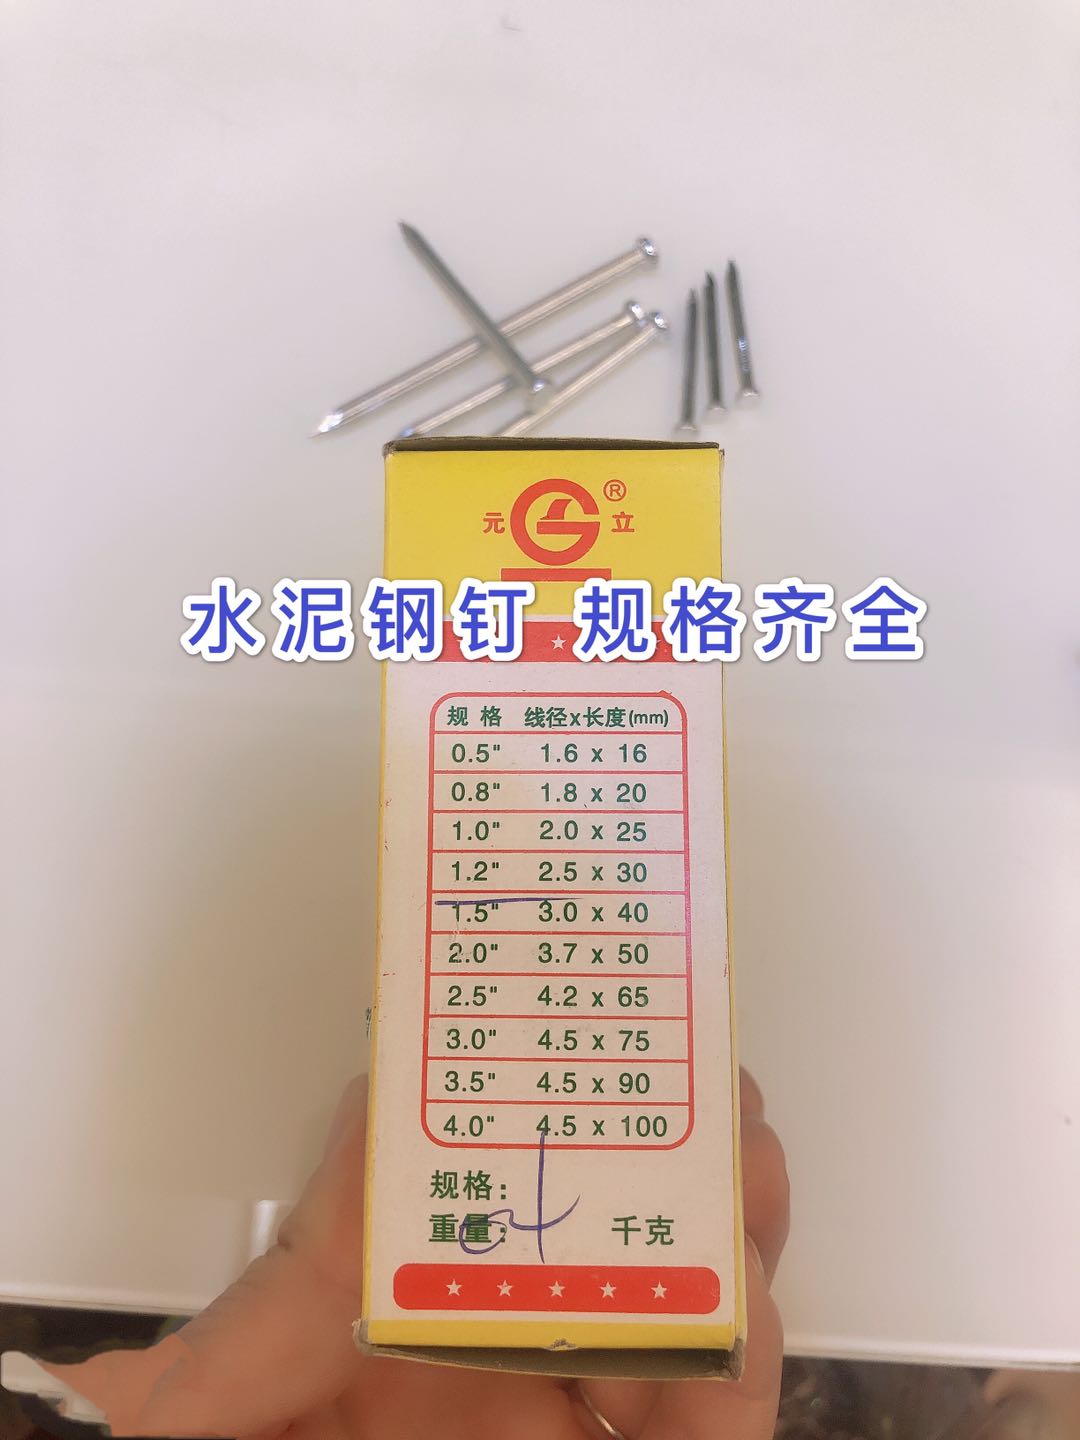 元 ® 立
水泥钢钉 规格齐全
规 格 线径x长度(mm)
0.5" 1.6 x 16
0.8" 1.8 x 20
1.0" 2.0 x 25
1.2" 2.5 x 30
1.5" 3.0 x 40
2.0" 3.7 x 50
2.5" 4.2 x 65
3.0" 4.5 x 75
3.5" 4.5 x 90
4.0" 4.5 x 100
规格:
重量: 千克